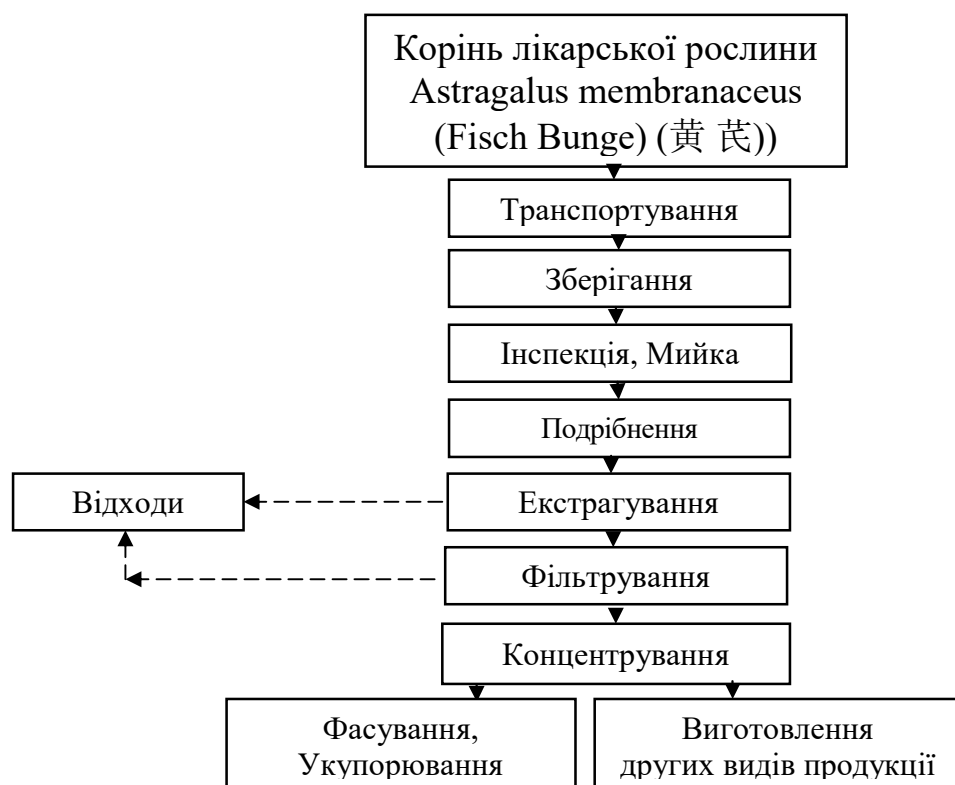 Корінь лікарської рослини
Astragalus membranaceus
(Fisch Bunge) (黄 芪))
Транспортування
Зберігання
Інспекція, Мийка
Подрібнення
Відходи
Екстрагування
Фільтрування
Концентрування
Фасування,
Укупорювання
Виготовлення
других видів продукції